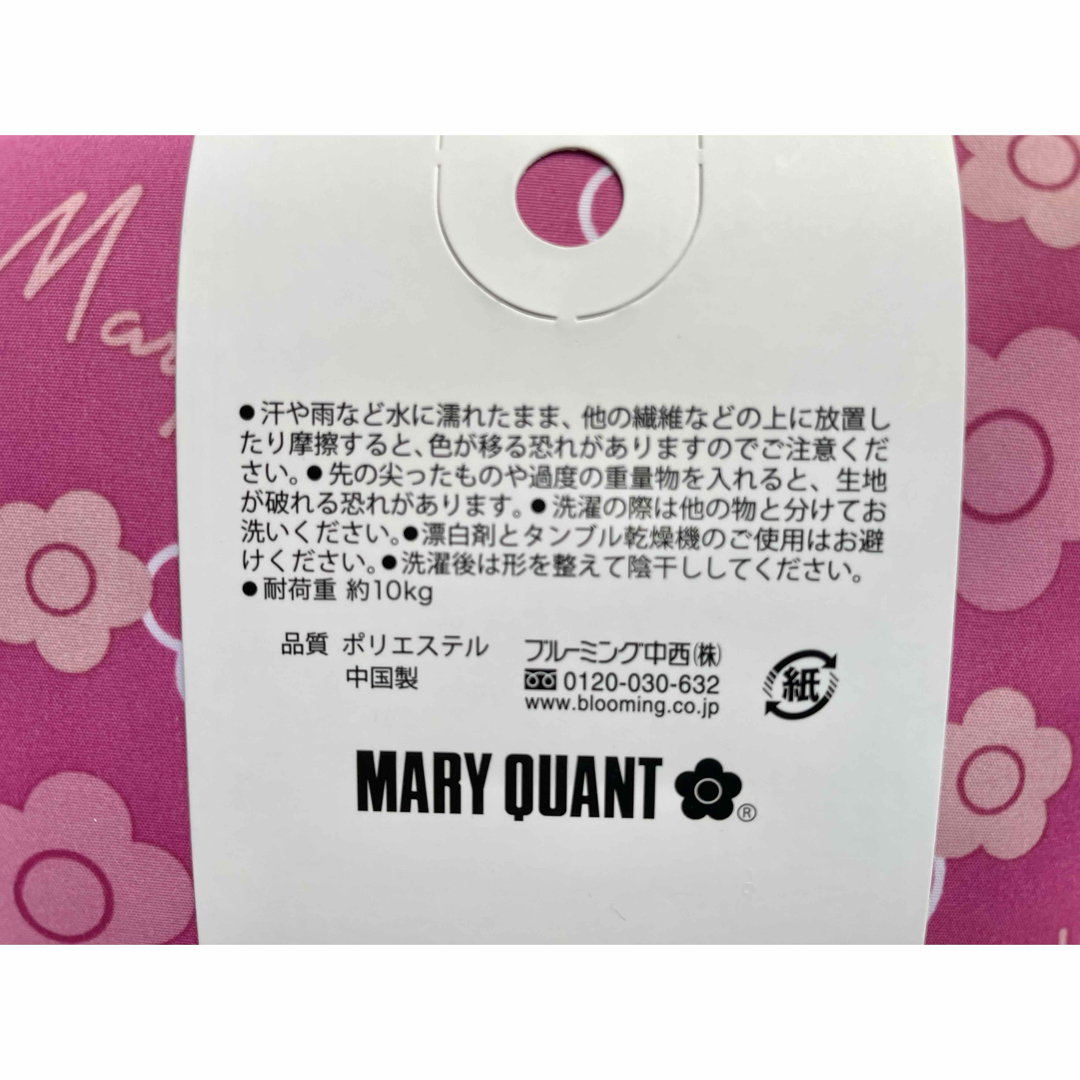 Mary
●汗や雨など水に濡れたまま、他の繊維などの上に放置し
たり摩擦すると、色が移る恐れがありますのでご注意くだ
さい。●先の尖ったものや過度の重量物を入れると、生地
が破れる恐れがあります。●洗濯の際は他の物と分けてお
洗いください。●漂白剤とタンブル乾燥機のご使用はお避
けください。●洗濯後は形を整えて陰干ししてください。
●耐荷重 約10kg
品質 ポリエステル
中国製
ブルーミング中西(株)
0120-030-632
www.blooming.co.jp
紙
MARY QUANT ®